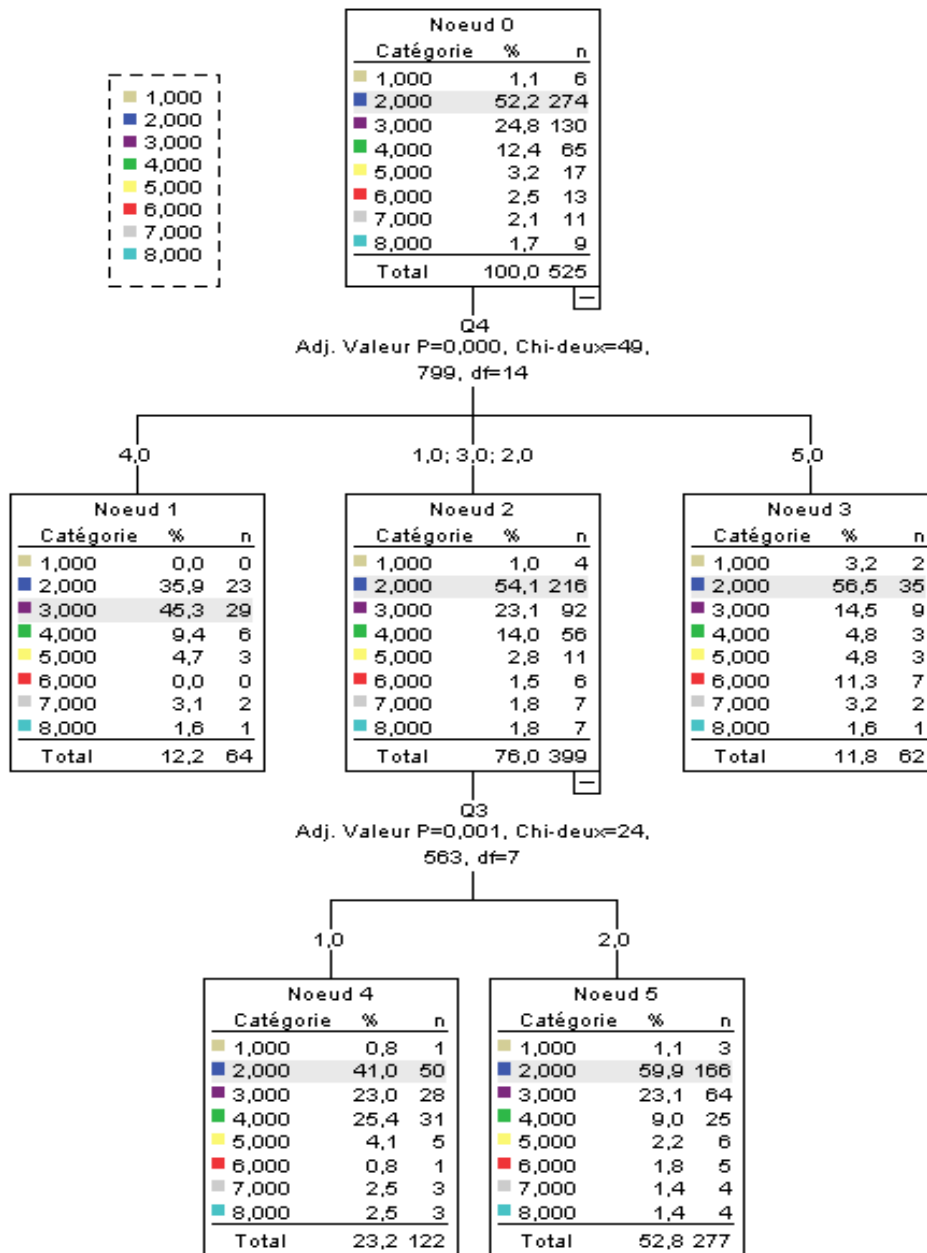 Noeud 0
Catégorie % n
1,000 1,1 6
2,000 52,2 274
3,000 24,8 130
4,000 12,4 65
5,000 3,2 17
6,000 2,5 13
7,000 2,1 11
8,000 1,7 9
Total 100,0 525
1,000
2,000
3,000
4,000
5,000
6,000
7,000
8,000
Q4
Adj. Valeur P=0,000, Chi-deux=49,
799, df=14
4,0
1,0; 3,0; 2,0
5,0
Noeud 1
Catégorie % n
1,000 0,0 0
2,000 35,9 23
3,000 45,3 29
4,000 9,4 6
5,000 4,7 3
6,000 0,0 0
7,000 3,1 2
8,000 1,6 1
Total 12,2 64
Noeud 2
Catégorie % n
1,000 1,0 4
2,000 54,1 216
3,000 23,1 92
4,000 14,0 56
5,000 2,8 11
6,000 1,5 6
7,000 1,8 7
8,000 1,8 7
Total 76,0 399
Noeud 3
Catégorie % n
1,000 3,2 2
2,000 56,5 35
3,000 14,5 9
4,000 4,8 3
5,000 4,8 3
6,000 11,3 7
7,000 3,2 2
8,000 1,6 1
Total 11,8 62
Q3
Adj. Valeur P=0,001, Chi-deux=24,
563, df=7
1,0
2,0
Noeud 4
Catégorie % n
1,000 0,8 1
2,000 41,0 50
3,000 23,0 28
4,000 25,4 31
5,000 4,1 5
6,000 0,8 1
7,000 2,5 3
8,000 2,5 3
Total 23,2 122
Noeud 5
Catégorie % n
1,000 1,1 3
2,000 59,9 166
3,000 23,1 64
4,000 9,0 25
5,000 2,2 6
6,000 1,8 5
7,000 1,4 4
8,000 1,4 4
Total 52,8 277